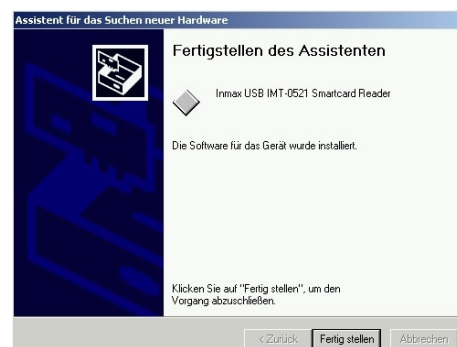 Assistent für das Suchen neuer Hardware
Fertigstellen des Assistenten
Inmax USB IMT-0521 Smartcard Reader
Die Software für das Gerät wurde installiert.
Klicken Sie auf "Fertig stellen", um den
Vorgang abzuschließen.
< Zurück Fertig stellen Abbrechen